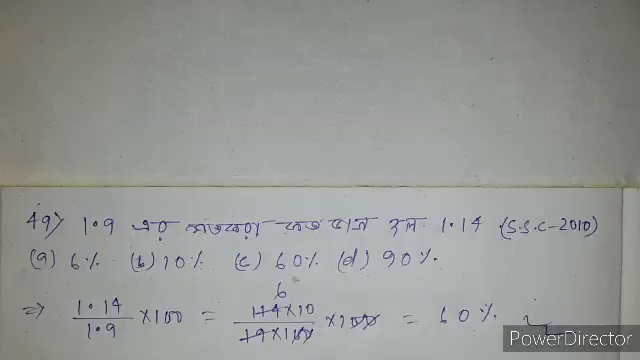 49> 1.9 এর শতকরা কত ভাগ হল 1.14 (S.S.C-2010)
(a) 6% (b) 10% (c) 60% (d) 90%.
6
⇒ 1.14/1.9 × 100 = 114×10/19×100 × 100 = 60%
PowerDirector